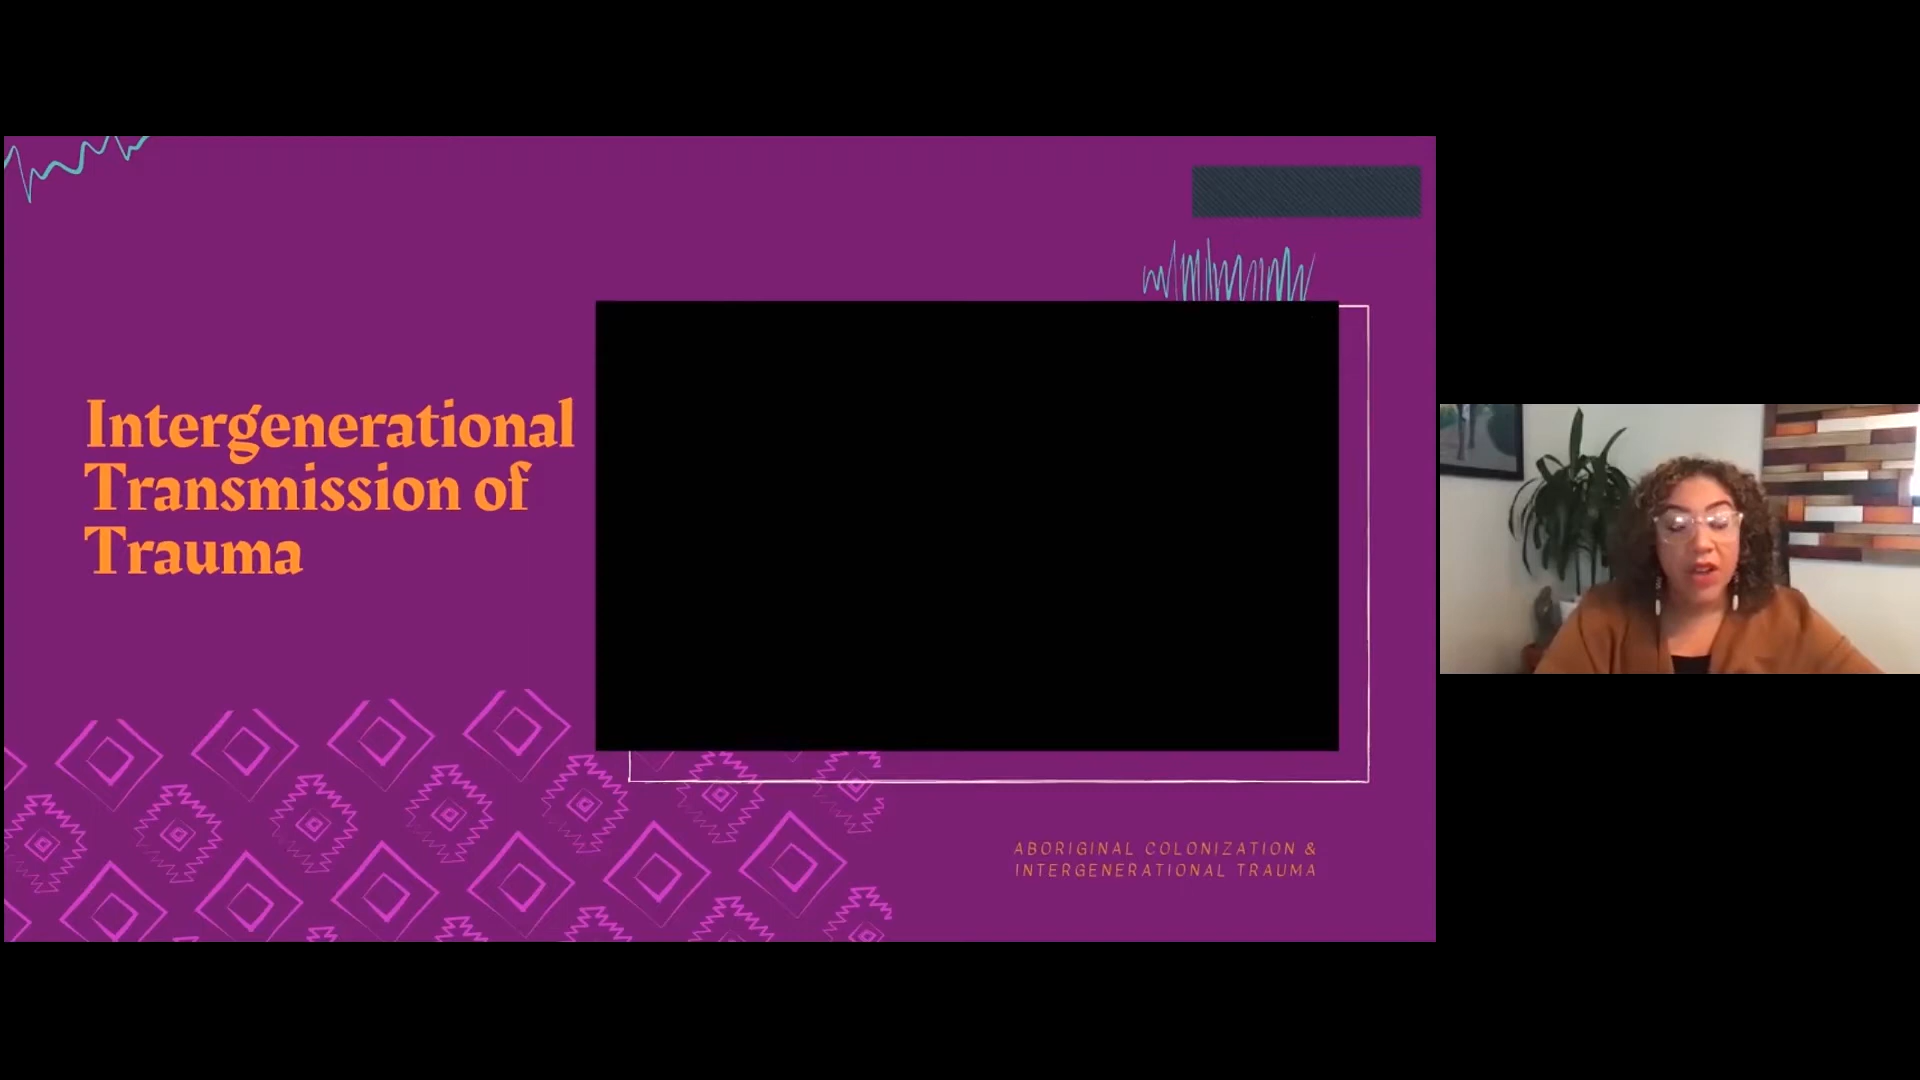 Intergenerational
Transmission of
Trauma
ABORIGINAL COLONIZATION &
INTERGENERATIONAL TRAUMA